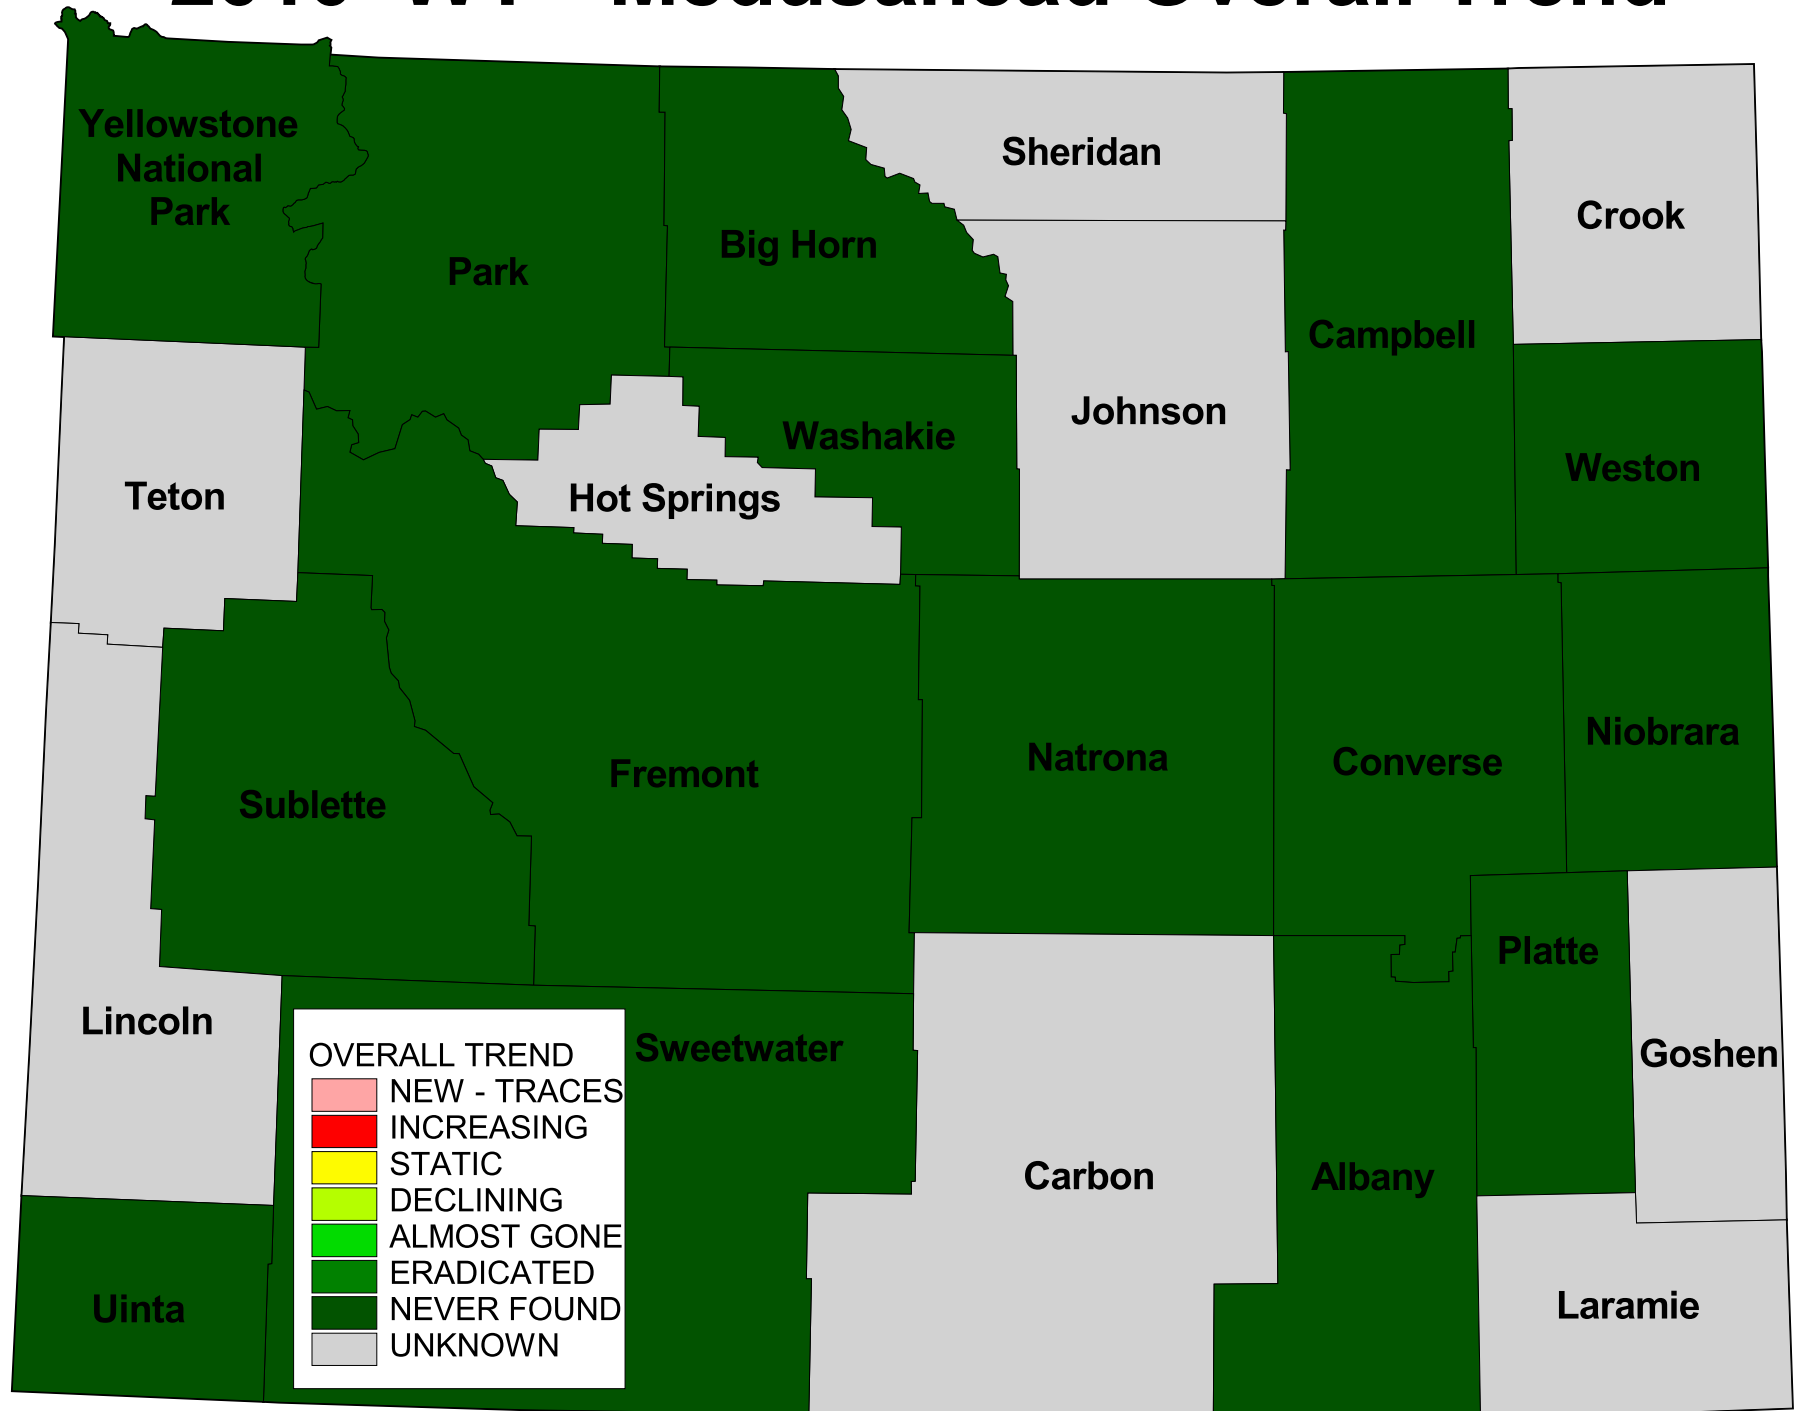 Overall Trend
Yellowstone
National
Park
Park
Big Horn
Sheridan
Campbell
Crook
Teton
Hot Springs
Washakie
Johnson
Weston
Sublette
Fremont
Natrona
Converse
Niobrara
Lincoln
Sweetwater
Carbon
Albany
Platte
Goshen
Uinta
Laramie
OVERALL TREND
NEW - TRACES
INCREASING
STATIC
DECLINING
ALMOST GONE
ERADICATED
NEVER FOUND
UNKNOWN